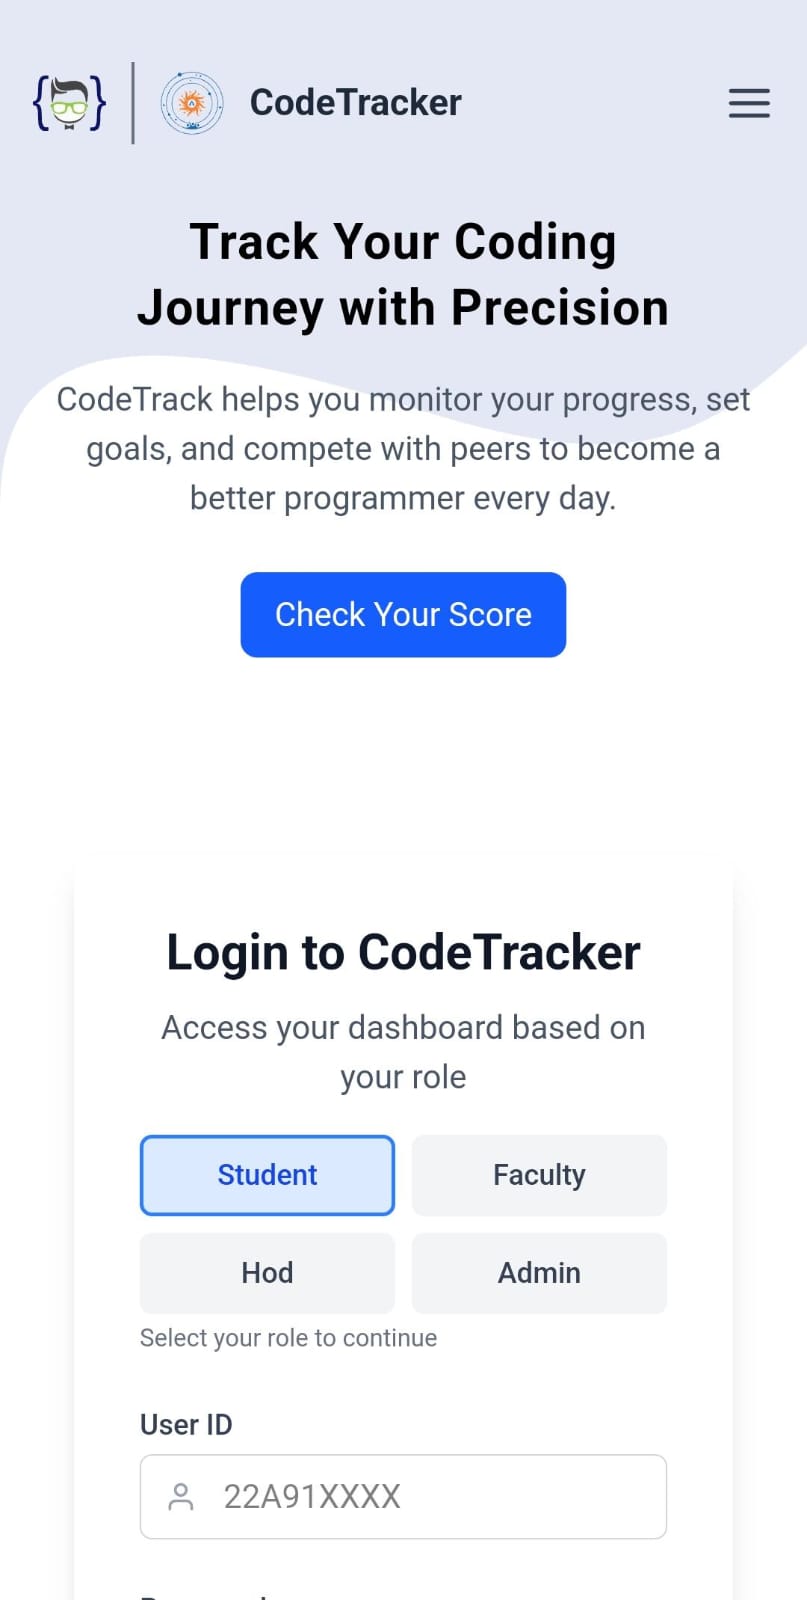 CodeTracker
Track Your Coding
Journey with Precision
CodeTrack helps you monitor your progress, set
goals, and compete with peers to become a
better programmer every day.
Check Your Score
Login to CodeTracker
Access your dashboard based on
your role
Student
Faculty
Hod
Admin
Select your role to continue
User ID
22A91XXXX